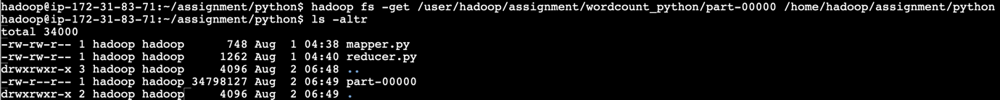 hadoop@ip-172-31-83-71:~/assignment/python$ hadoop fs -get /user/hadoop/assignment/wordcount_python/part-00000 /home/hadoop/assignment/python
hadoop@ip-172-31-83-71:~/assignment/python$ ls -altr
total 34000
-rw-rw-r-- 1 hadoop hadoop      748 Aug  1 04:38 mapper.py
-rw-rw-r-- 1 hadoop hadoop     1262 Aug  1 04:40 reducer.py
drwxrwxr-x 3 hadoop hadoop     4096 Aug  2 06:48 ..
-rw-r--r-- 1 hadoop hadoop 34798127 Aug  2 06:49 part-00000
drwxrwxr-x 2 hadoop hadoop     4096 Aug  2 06:49 .